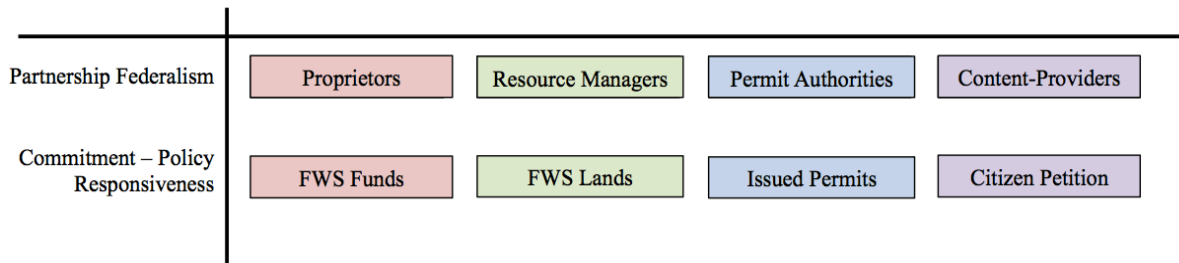 Partnership Federalism
Proprietors
Resource Managers
Permit Authorities
Content-Providers
Commitment – Policy
Responsiveness
FWS Funds
FWS Lands
Issued Permits
Citizen Petition